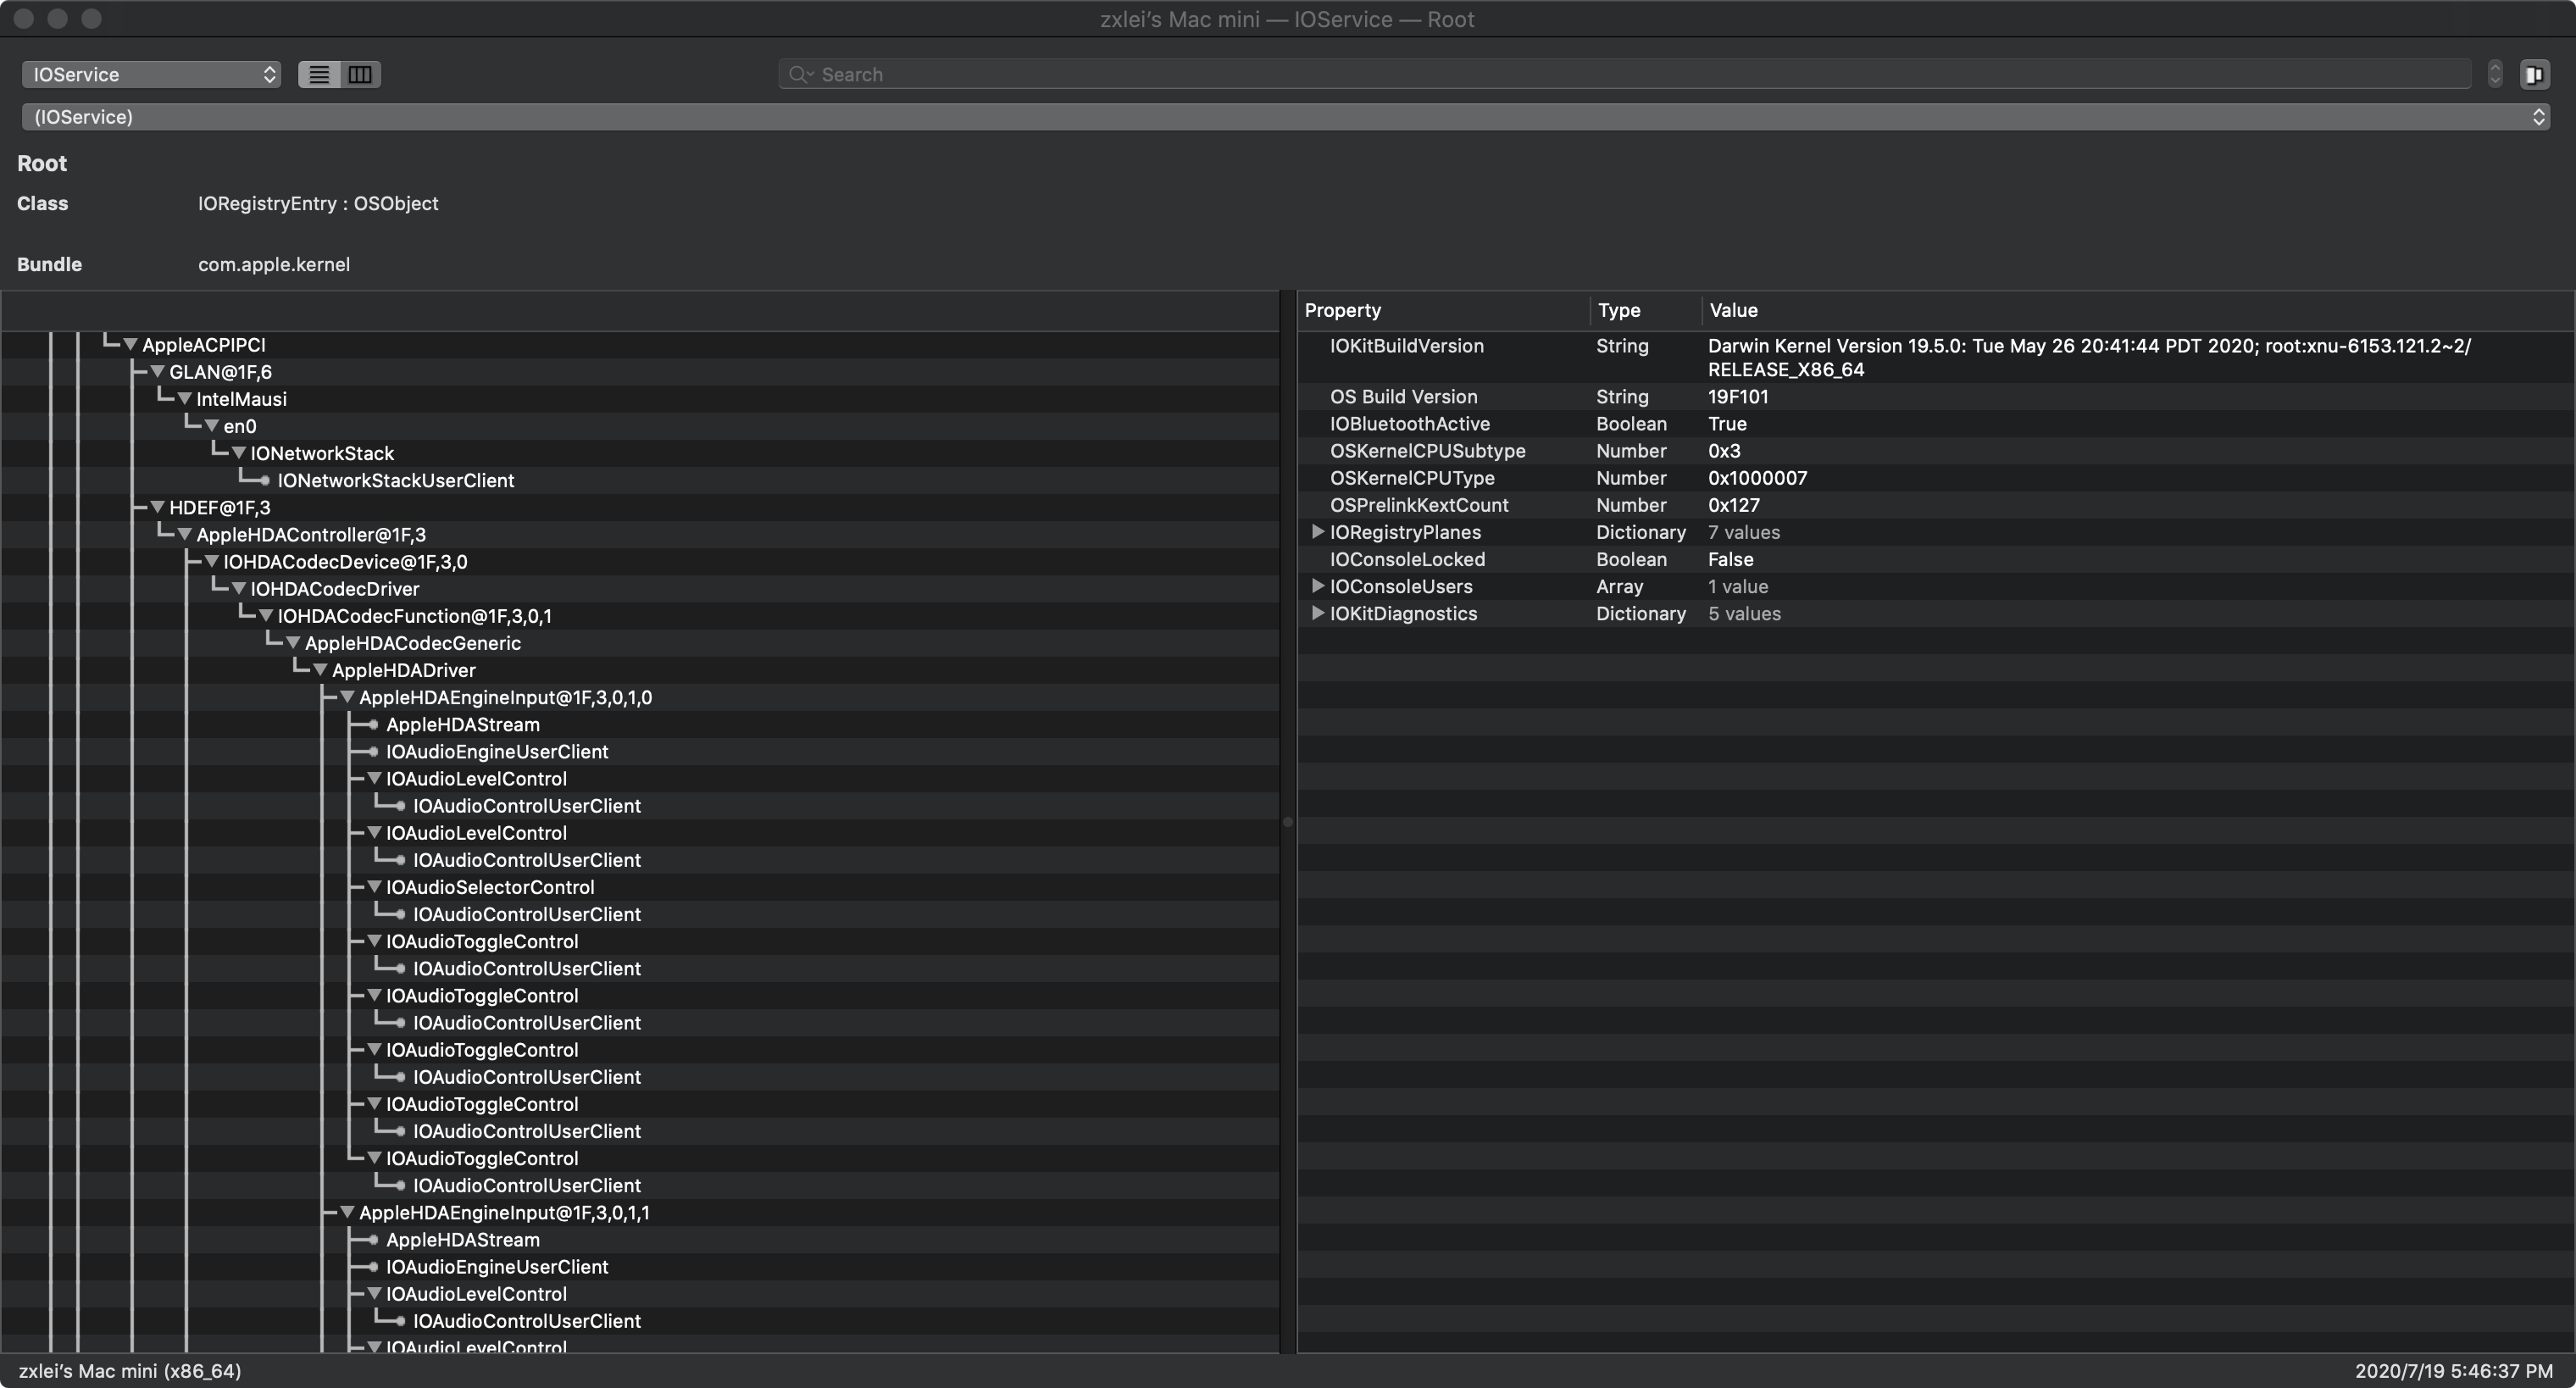 zxlei’s Mac mini — IOService — Root
IOService
Search
(IOService)
Root
Class IORegistryEntry : OSObject
Bundle com.apple.kernel
AppleACPIPCI
GLAN@1F,6
IntelMausi
en0
IONetworkStack
IONetworkStackUserClient
HDEF@1F,3
AppleHDAController@1F,3
IOHDACodecDevice@1F,3,0
IOHDACodecDriver
IOHDACodecFunction@1F,3,0,1
AppleHDACodecGeneric
AppleHDADriver
AppleHDAEngineInput@1F,3,0,1,0
AppleHDAStream
IOAudioEngineUserClient
IOAudioLevelControl
IOAudioControlUserClient
IOAudioLevelControl
IOAudioControlUserClient
IOAudioSelectorControl
IOAudioControlUserClient
IOAudioToggleControl
IOAudioControlUserClient
IOAudioToggleControl
IOAudioControlUserClient
IOAudioToggleControl
IOAudioControlUserClient
IOAudioToggleControl
IOAudioControlUserClient
IOAudioToggleControl
IOAudioControlUserClient
AppleHDAEngineInput@1F,3,0,1,1
AppleHDAStream
IOAudioEngineUserClient
IOAudioLevelControl
IOAudioControlUserClient
IOAudioLevelControl
Property Type Value
IOKitBuildVersion String Darwin Kernel Version 19.5.0: Tue May 26 20:41:44 PDT 2020; root:xnu-6153.121.2~2/
RELEASE_X86_64
OS Build Version String 19F101
IOBluetoothActive Boolean True
OSKernelCPUSubtype Number 0x3
OSKernelCPUType Number 0x1000007
OSPrelinkKextCount Number 0x127
IORegistryPlanes Dictionary 7 values
IOConsoleLocked Boolean False
IOConsoleUsers Array 1 value
IOKitDiagnostics Dictionary 5 values
zxlei’s Mac mini (x86_64)
2020/7/19 5:46:37 PM